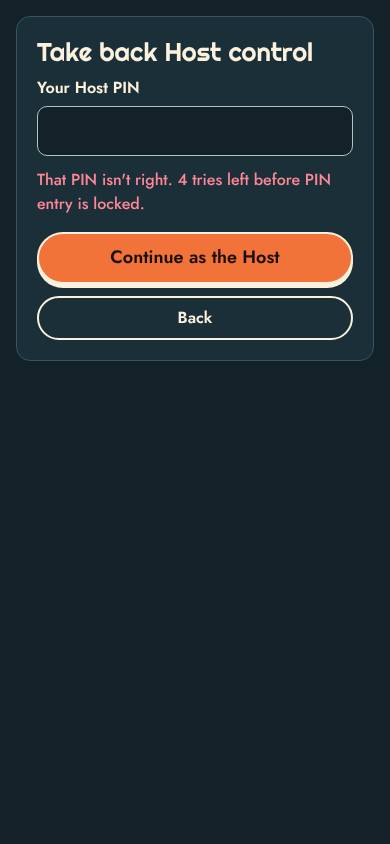 Take back Host control
Your Host PIN
That PIN isn't right. 4 tries left before PIN
entry is locked.
Continue as the Host
Back